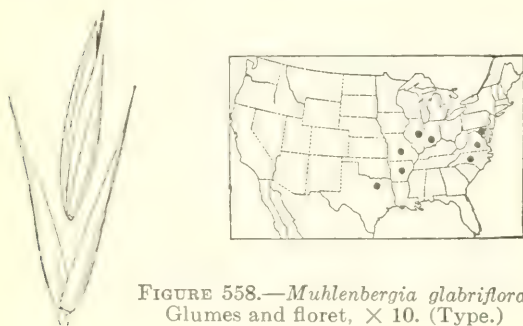 FIGURE 558.—Muhlenbergia glabriflora.
Glumes and floret, × 10. (Type.)